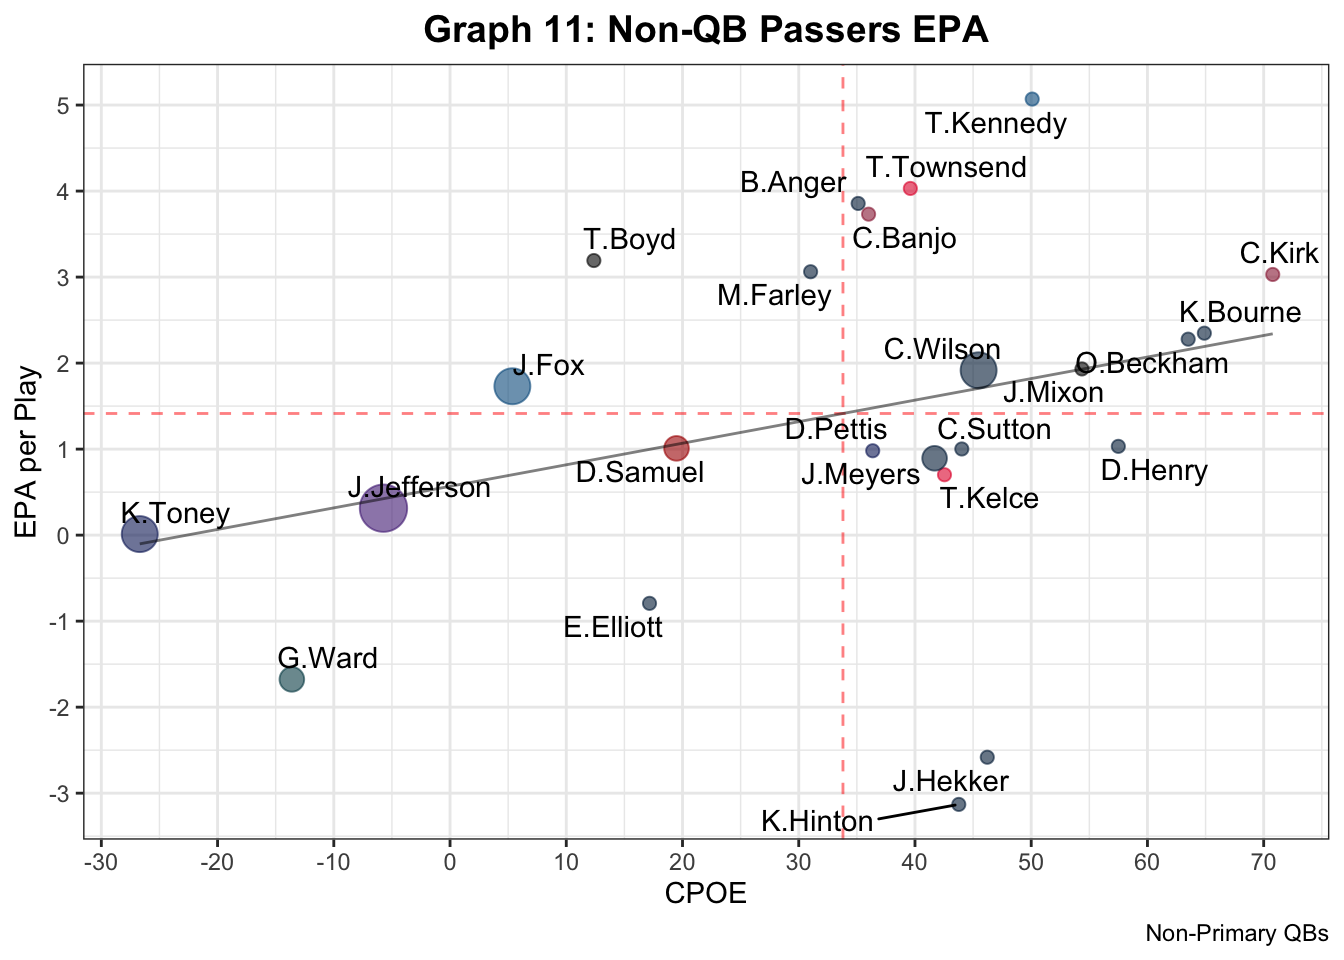 Graph 11: Non-QB Passers EPA
5
T.Kennedy
T.Townsend
B.Anger
4
C.Banjo
T.Boyd
C.Kirk
3
M.Farley
K.Bourne
C.Wilson
O.Beckham
2
J.Fox
J.Mixon
EPA per Play
D.Pettis
C.Sutton
1
D.Samuel
J.Meyers
D.Henry
J.Jefferson
T.Kelce
K.Toney
0
E.Elliott
-1
G.Ward
-2
J.Hekker
-3
K.Hinton
-30 -20 -10 0 10 20 30 40 50 60 70
CPOE
Non-Primary QBs